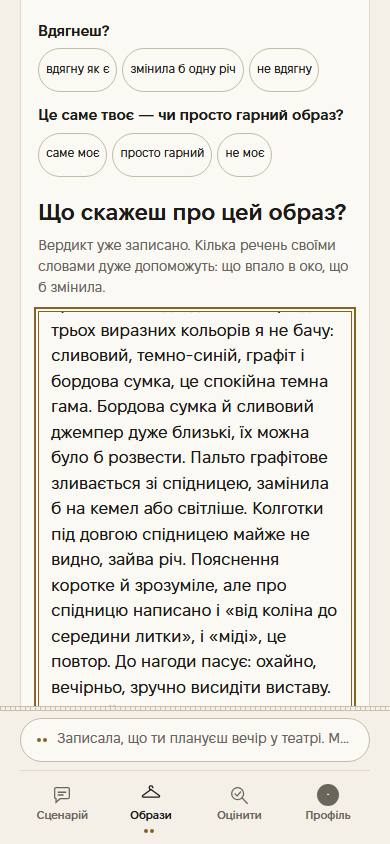 Вдягнеш?
вдягну як є
змінила б одну річ
не вдягну
Це саме твоє — чи просто гарний образ?
саме моє
просто гарний
не моє
Що скажеш про цей образ?
Вердикт уже записано. Кілька речень своїми
словами дуже допоможуть: що впало в око, що
б змінила.
трьох виразних кольорів я не бачу:
сливовий, темно-синій, графіт і
бордова сумка, це спокійна темна
гама. Бордова сумка й сливовий
джемпер дуже близькі, їх можна
було б розвести. Пальто графітове
зливається зі спідницею, замінила
б на кемел або світліше. Колготки
під довгою спідницею майже не
видно, зайва річ. Пояснення
коротке й зрозуміле, але про
спідницю написано і «від коліна до
середини литки», і «міді», це
повтор. До нагоди пасує: охайно,
вечірньо, зручно висидіти виставу.
Записала, що ти плануєш вечір у театрі. М...
Сценарій
Образи
Оцінити
Профіль